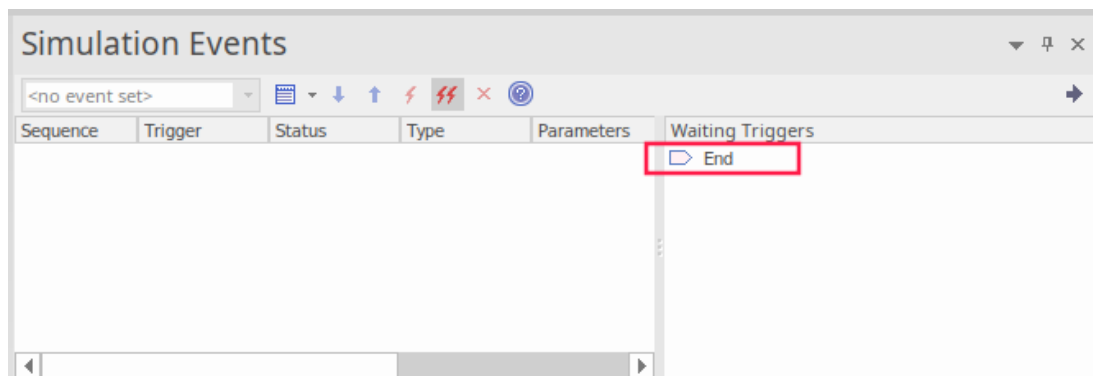 Simulation Events
<no event set>
Sequence Trigger Status Type Parameters Waiting Triggers
End